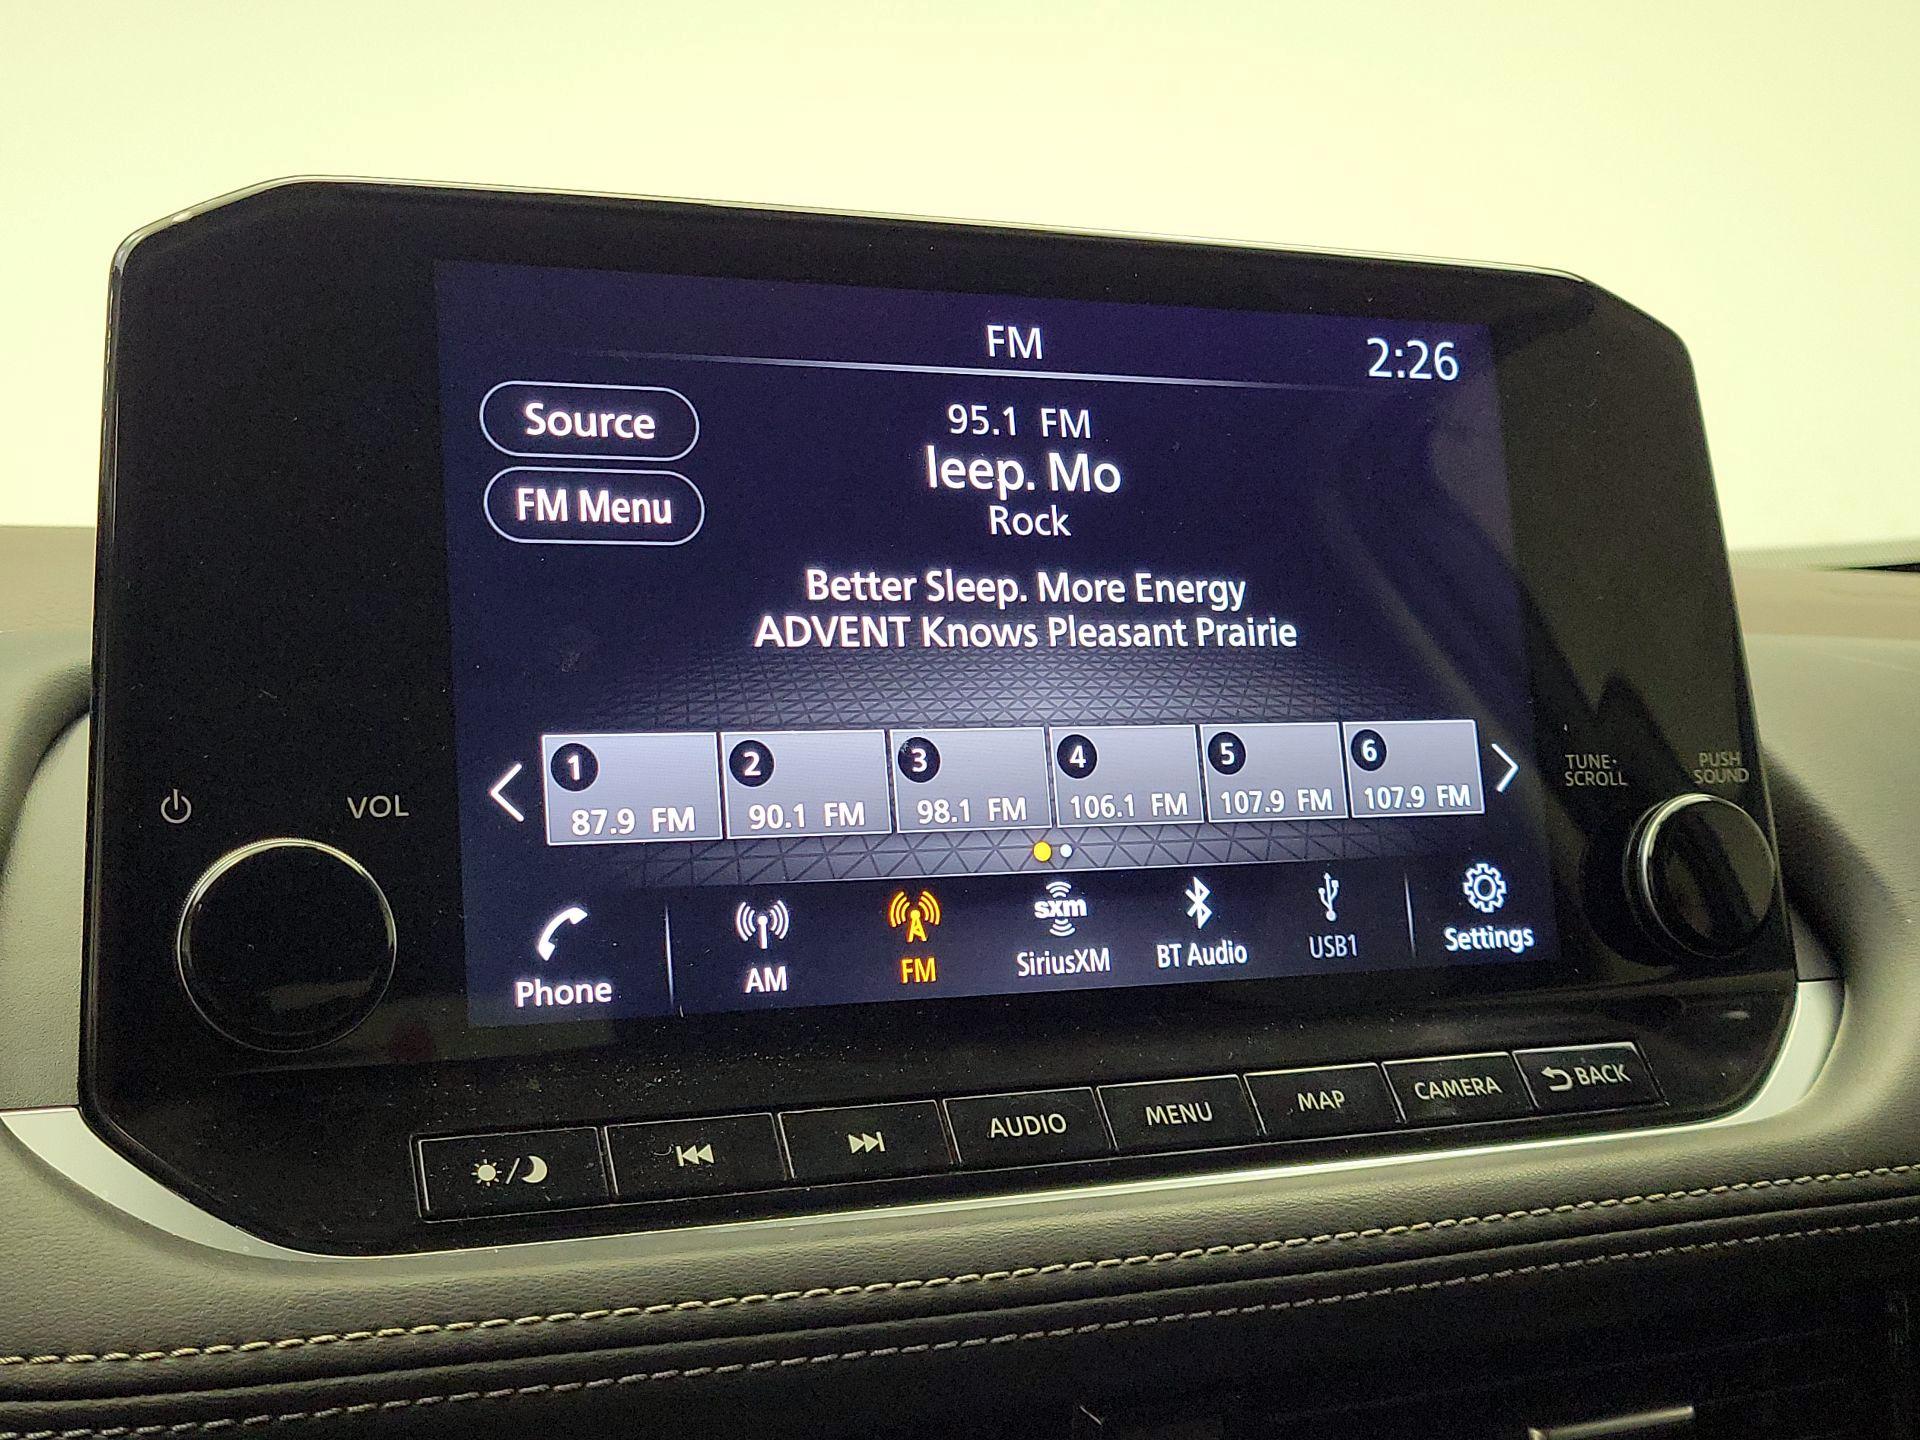 FM
2:26
Source
FM Menu
95.1 FM
leep. Mo
Rock
Better Sleep. More Energy
ADVENT Knows Pleasant Prairie
1
87.9 FM
2
90.1 FM
3
98.1 FM
4
106.1 FM
5
107.9 FM
6
107.9 FM
Phone
AM
FM
sxm
SiriusXM
BT Audio
USB1
Settings
VOL
TUNE·
SCROLL
PUSH
SOUND
AUDIO
MENU
MAP
CAMERA
BACK